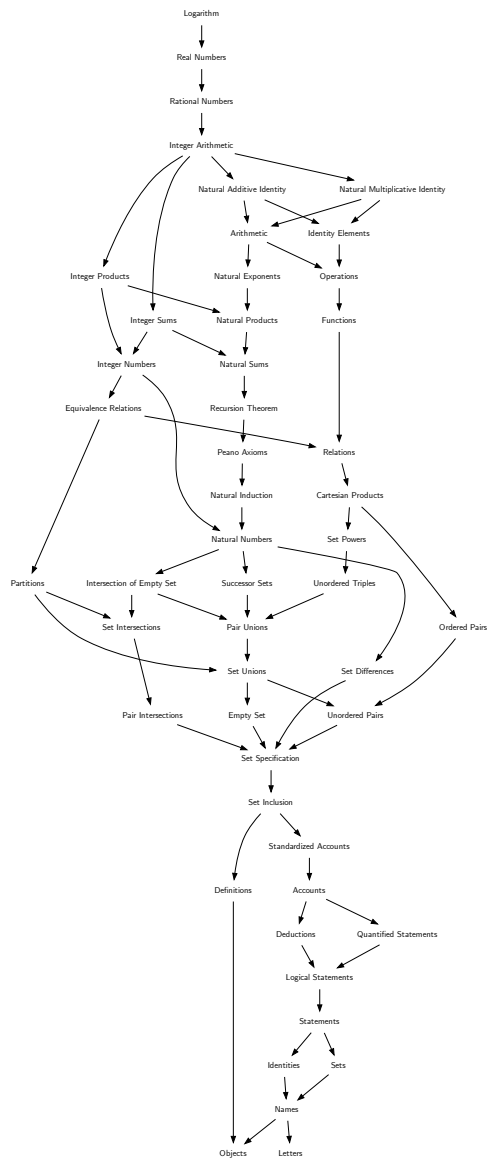 Logarithm
Real Numbers
Rational Numbers
Integer Arithmetic
Natural Additive Identity
Natural Multiplicative Identity
Arithmetic
Identity Elements
Integer Products
Natural Exponents
Operations
Integer Sums
Natural Products
Functions
Integer Numbers
Natural Sums
Equivalence Relations
Recursion Theorem
Peano Axioms
Relations
Natural Induction
Cartesian Products
Natural Numbers
Set Powers
Partitions
Intersection of Empty Set
Successor Sets
Unordered Triples
Set Intersections
Pair Unions
Ordered Pairs
Set Unions
Set Differences
Pair Intersections
Empty Set
Unordered Pairs
Set Specification
Set Inclusion
Standardized Accounts
Definitions
Accounts
Deductions
Quantified Statements
Logical Statements
Statements
Identities
Sets
Names
Objects
Letters